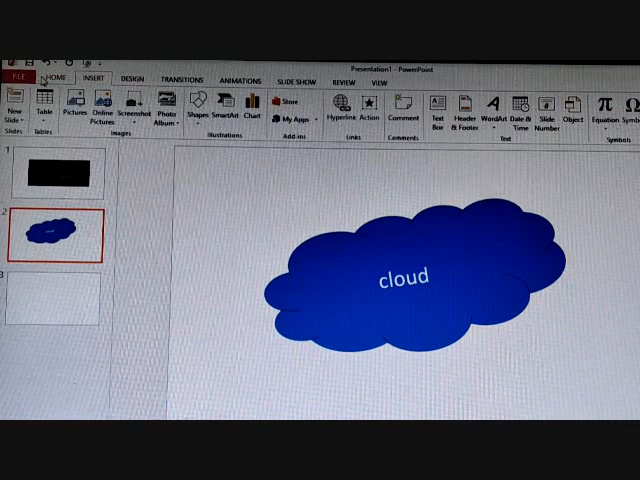 Presentation1 - PowerPoint
FILE HOME INSERT DESIGN TRANSITIONS ANIMATIONS SLIDE SHOW REVIEW VIEW
New Slide Table Pictures Online Pictures Screenshot Photo Album Shapes SmartArt Chart Store My Apps Hyperlink Action Comment Text Box Header & Footer WordArt Date & Time Slide Number Object Equation Symb
Slides Tables Images Illustrations Add-ins Links Comments Text Symbols
1
2
cloud
3
cloud